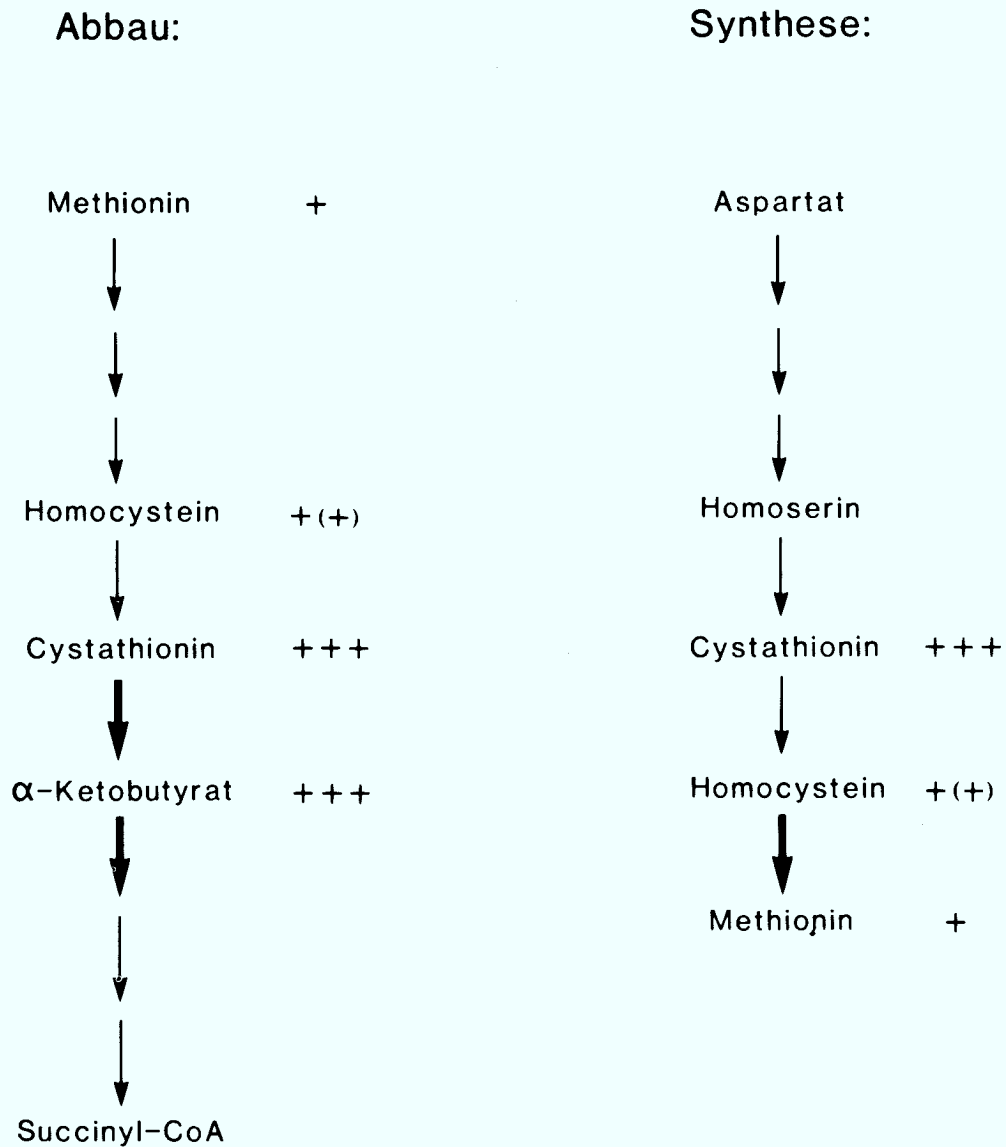 Abbau:
Methionin +
Homocystein +(+)
Cystathionin +++
α-Ketobutyrat +++
Succinyl-CoA
Synthese:
Aspartat
Homoserin
Cystathionin +++
Homocystein +(+)
Methionin +